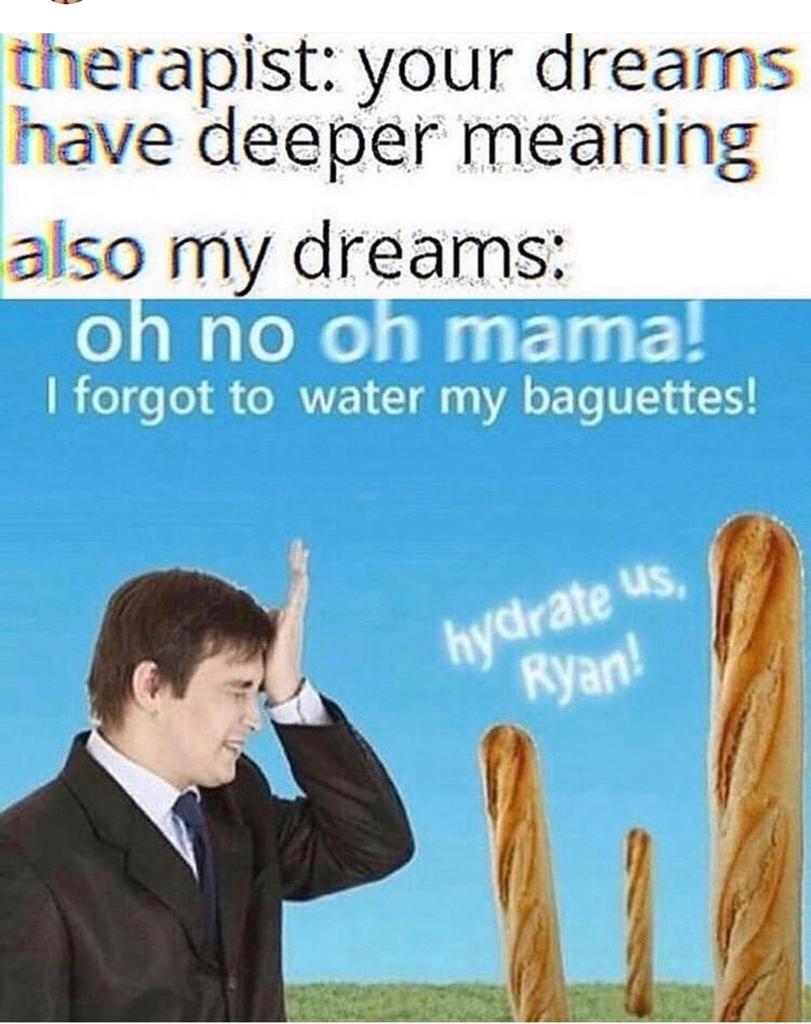 therapist: your dreams
have deeper meaning
also my dreams:
oh no oh mama!
I forgot to water my baguettes!
hydrate us,
Ryan!